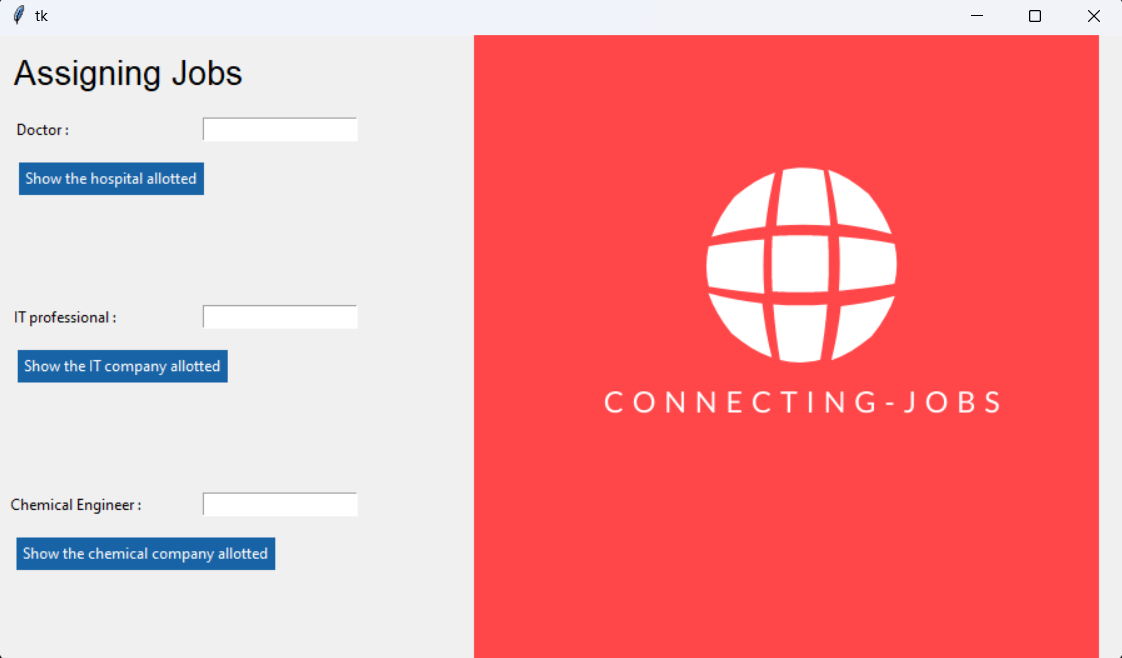 tk
Assigning Jobs
Doctor :
Show the hospital allotted
IT professional :
Show the IT company allotted
Chemical Engineer :
Show the chemical company allotted
CONNECTING-JOBS